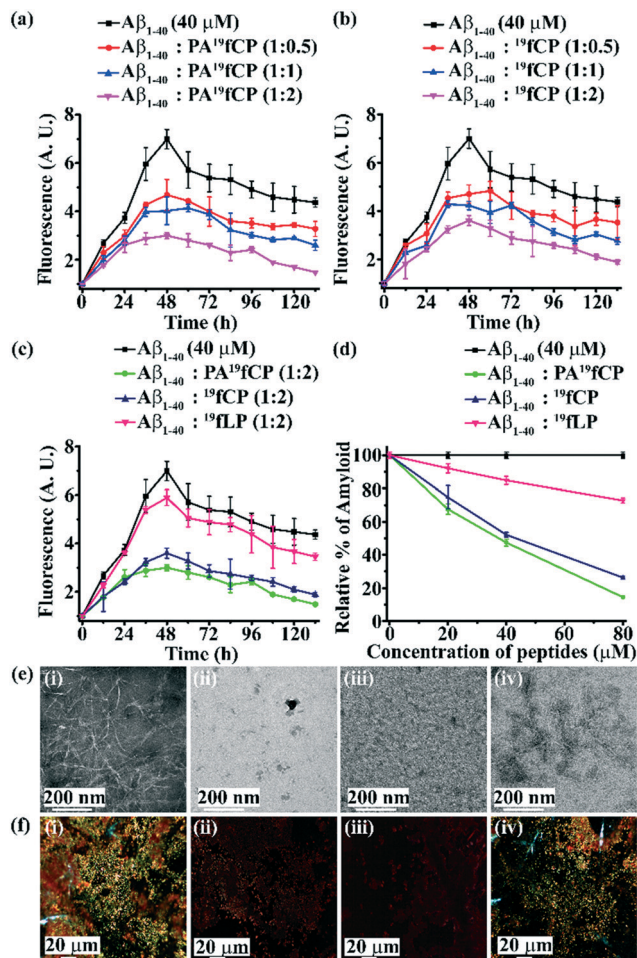 (a)
Aβ₁₋₄₀ (40 μM)
Aβ₁₋₄₀ : PA¹⁹fCP (1:0.5)
Aβ₁₋₄₀ : PA¹⁹fCP (1:1)
Aβ₁₋₄₀ : PA¹⁹fCP (1:2)
Fluorescence (A. U.)
8
6
4
2
0 24 48 72 96 120
Time (h)
(b)
Aβ₁₋₄₀ (40 μM)
Aβ₁₋₄₀ : ¹⁹fCP (1:0.5)
Aβ₁₋₄₀ : ¹⁹fCP (1:1)
Aβ₁₋₄₀ : ¹⁹fCP (1:2)
Fluorescence (A. U.)
8
6
4
2
0 24 48 72 96 120
Time (h)
(c)
Aβ₁₋₄₀ (40 μM)
Aβ₁₋₄₀ : PA¹⁹fCP (1:2)
Aβ₁₋₄₀ : ¹⁹fCP (1:2)
Aβ₁₋₄₀ : ¹⁹fLP (1:2)
Fluorescence (A. U.)
8
6
4
2
0 24 48 72 96 120
Time (h)
(d)
Aβ₁₋₄₀ (40 μM)
Aβ₁₋₄₀ : PA¹⁹fCP
Aβ₁₋₄₀ : ¹⁹fCP
Aβ₁₋₄₀ : ¹⁹fLP
Relative % of Amyloid
100
80
60
40
20
0
0 20 40 60 80
Concentration of peptides (μM)
(e)
(i) (ii) (iii) (iv)
200 nm 200 nm 200 nm 200 nm
(f)
(i) (ii) (iii) (iv)
20 μm 20 μm 20 μm 20 μm